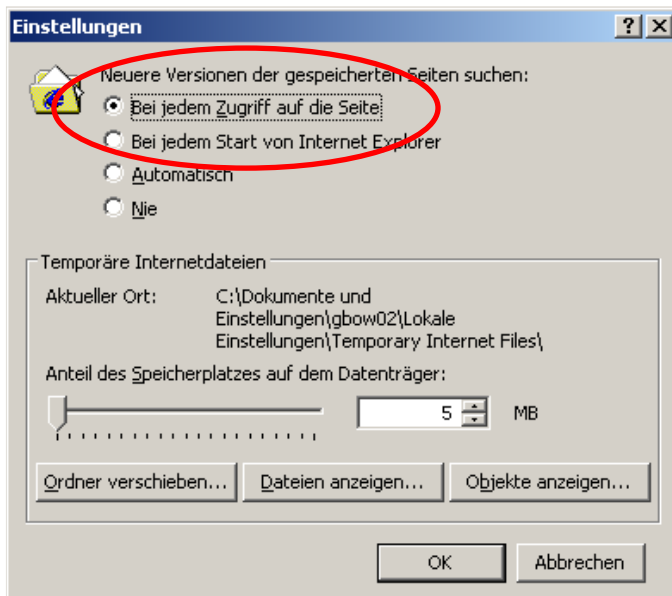 Einstellungen
Neuere Versionen der gespeicherten Seiten suchen:
Bei jedem Zugriff auf die Seite
Bei jedem Start von Internet Explorer
Automatisch
Nie
Temporäre Internetdateien
Aktueller Ort: C:\Dokumente und
Einstellungen\gbow02\Lokale
Einstellungen\Temporary Internet Files\
Anteil des Speicherplatzes auf dem Datenträger:
5 MB
Ordner verschieben... Dateien anzeigen... Objekte anzeigen...
OK Abbrechen